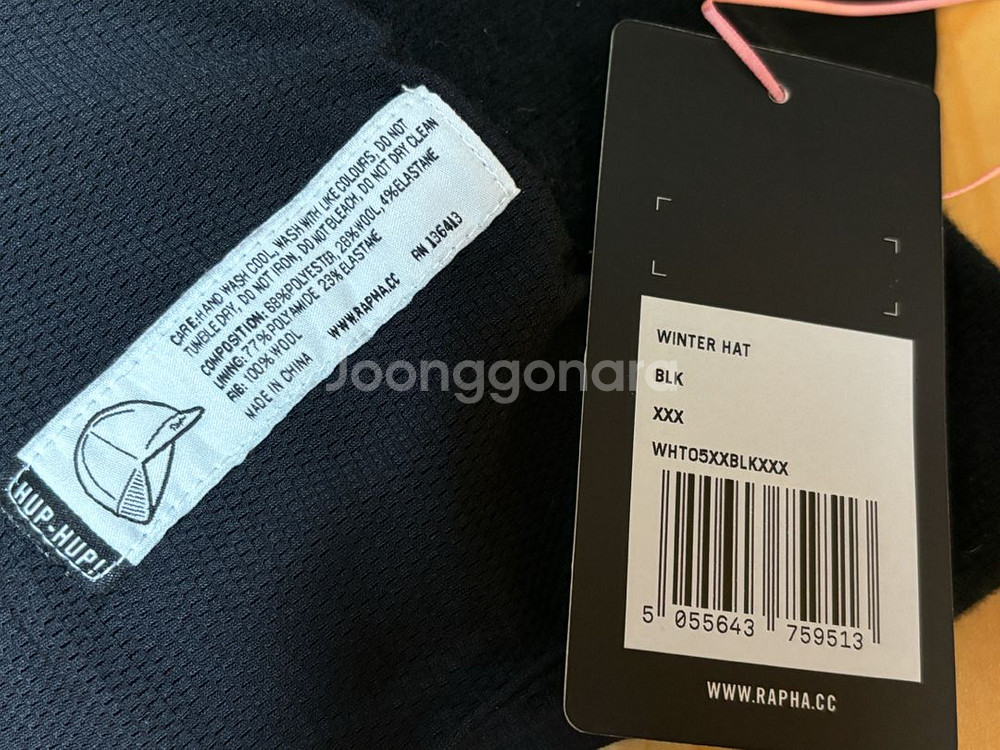 CARE:HAND WASH COOL, WASH WITH LIKE COLOURS, DO NOT
TUMBLE DRY, DO NOT IRON, DO NOT BLEACH, DO NOT DRY CLEAN
COMPOSITION: 68%POLYESTER, 28%WOOL, 4%ELASTANE
LINING: 77%POLYAMIDE 23% ELASTANE
RIB: 100%WOOL
MADE IN CHINA WWW.RAPHA.CC RN 136413
Rapha
HUP-HUP!
Joonggonara
WINTER HAT
BLK
XXX
WHT05XXBLKXXX
5 055643 759513
WWW.RAPHA.CC